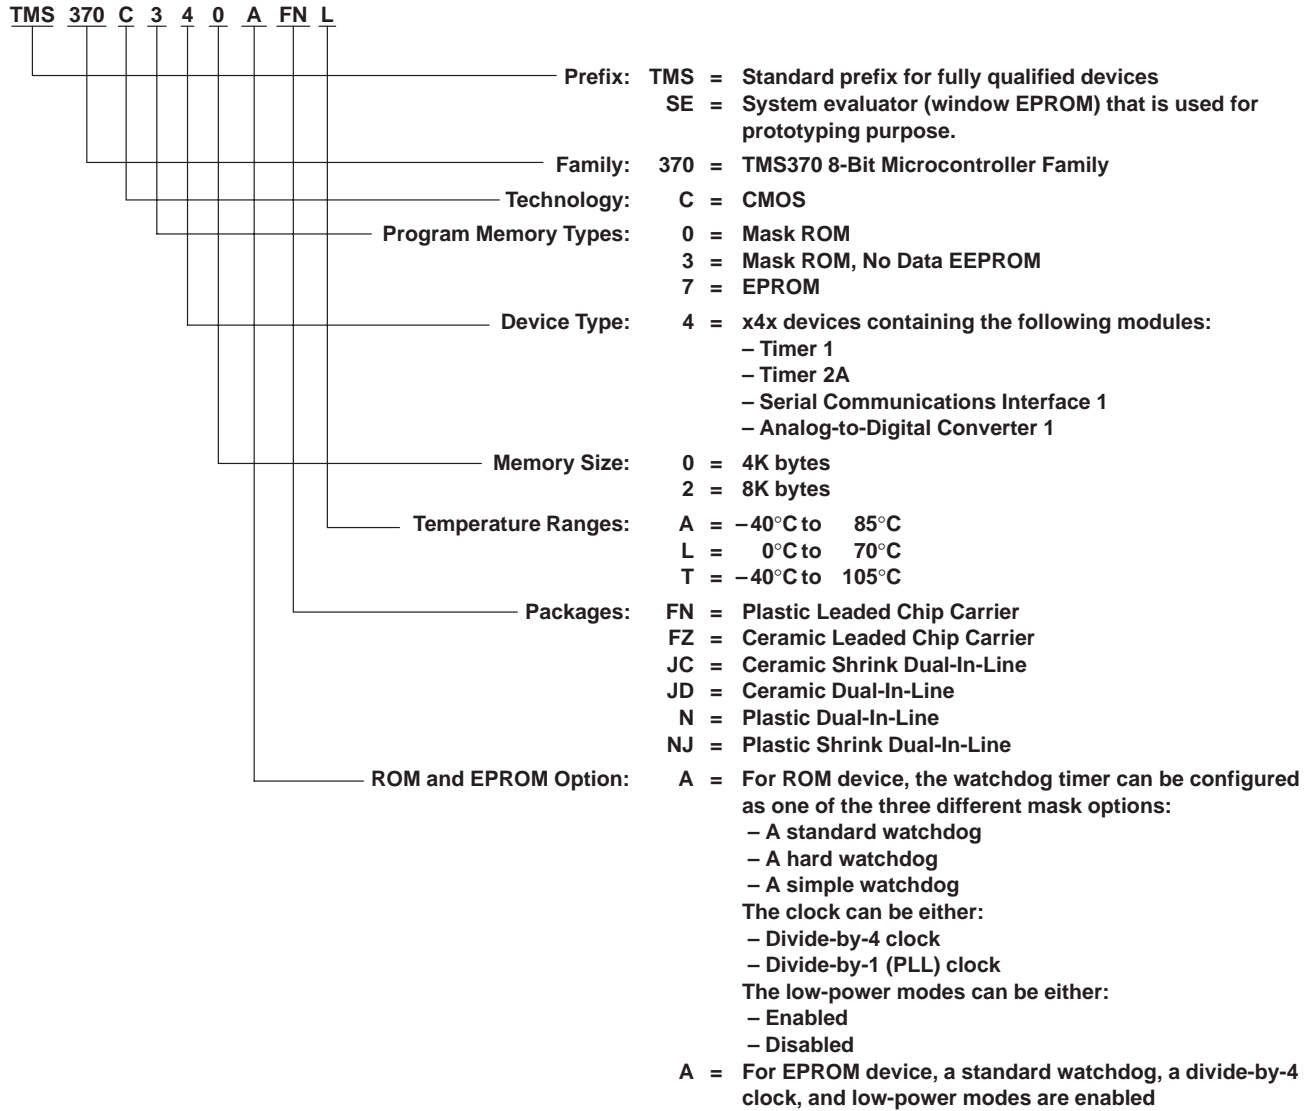 TMS 370 C 3 4 0 A FN L
Prefix: TMS = Standard prefix for fully qualified devices
SE = System evaluator (window EPROM) that is used for
prototyping purpose.
Family: 370 = TMS370 8-Bit Microcontroller Family
Technology: C = CMOS
Program Memory Types: 0 = Mask ROM
3 = Mask ROM, No Data EEPROM
7 = EPROM
Device Type: 4 = x4x devices containing the following modules:
– Timer 1
– Timer 2A
– Serial Communications Interface 1
– Analog-to-Digital Converter 1
Memory Size: 0 = 4K bytes
2 = 8K bytes
Temperature Ranges: A = –40°C to 85°C
L = 0°C to 70°C
T = –40°C to 105°C
Packages: FN = Plastic Leaded Chip Carrier
FZ = Ceramic Leaded Chip Carrier
JC = Ceramic Shrink Dual-In-Line
JD = Ceramic Dual-In-Line
N = Plastic Dual-In-Line
NJ = Plastic Shrink Dual-In-Line
ROM and EPROM Option: A = For ROM device, the watchdog timer can be configured
as one of the three different mask options:
– A standard watchdog
– A hard watchdog
– A simple watchdog
The clock can be either:
– Divide-by-4 clock
– Divide-by-1 (PLL) clock
The low-power modes can be either:
– Enabled
– Disabled
A = For EPROM device, a standard watchdog, a divide-by-4
clock, and low-power modes are enabled